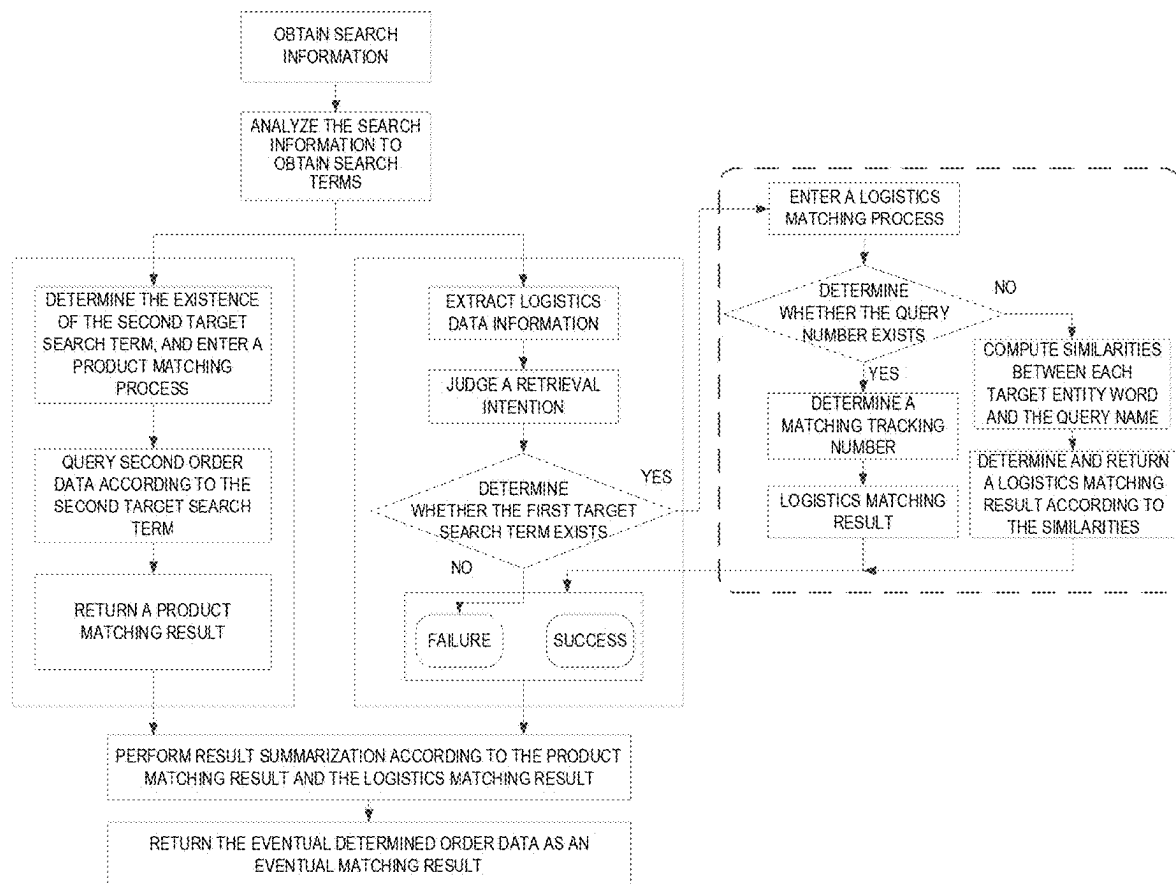 OBTAIN SEARCH
INFORMATION
ANALYZE THE SEARCH
INFORMATION TO
OBTAIN SEARCH
TERMS
DETERMINE THE EXISTENCE
OF THE SECOND TARGET
SEARCH TERM, AND ENTER A
PRODUCT MATCHING
PROCESS
QUERY SECOND ORDER
DATA ACCORDING TO THE
SECOND TARGET SEARCH
TERM
RETURN A PRODUCT
MATCHING RESULT
EXTRACT LOGISTICS
DATA INFORMATION
JUDGE A RETRIEVAL
INTENTION
DETERMINE
WHETHER THE FIRST TARGET
SEARCH TERM EXISTS
YES
NO
FAILURE
SUCCESS
ENTER A LOGISTICS
MATCHING PROCESS
DETERMINE
WHETHER THE QUERY
NUMBER EXISTS
NO
YES
DETERMINE A
MATCHING TRACKING
NUMBER
LOGISTICS MATCHING
RESULT
COMPUTE SIMILARITIES
BETWEEN EACH
TARGET ENTITY WORD
AND THE QUERY NAME
DETERMINE AND RETURN
A LOGISTICS MATCHING
RESULT ACCORDING TO
THE SIMILARITIES
PERFORM RESULT SUMMARIZATION ACCORDING TO THE PRODUCT
MATCHING RESULT AND THE LOGISTICS MATCHING RESULT
RETURN THE EVENTUAL DETERMINED ORDER DATA AS AN
EVENTUAL MATCHING RESULT